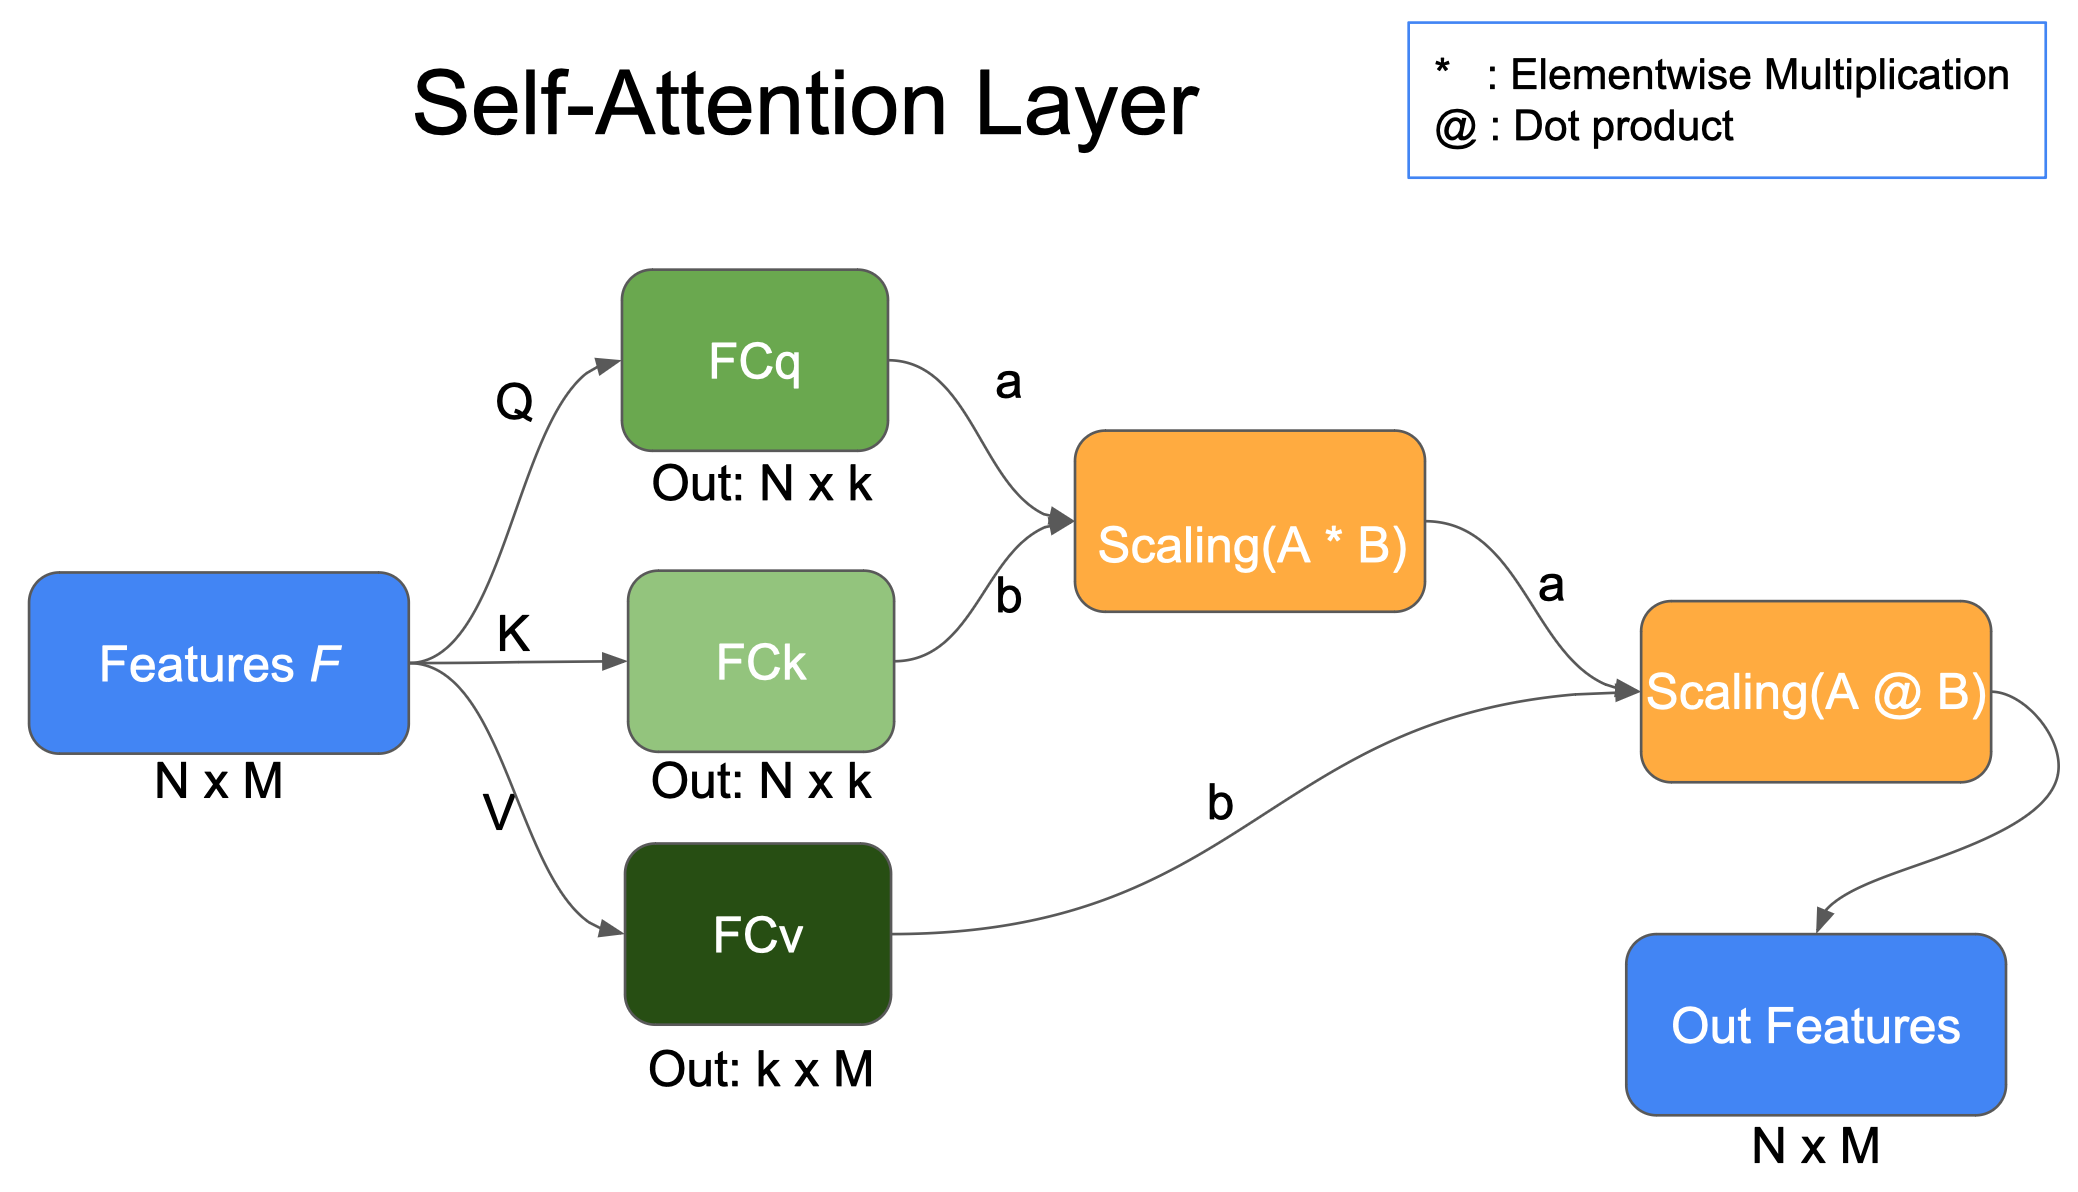 Self-Attention Layer
* : Elementwise Multiplication
@ : Dot product
FCq
Q
a
Out: N x k
Scaling(A * B)
K
FCk
b
a
Features F
Scaling(A @ B)
N x M
Out: N x k
V
b
FCv
Out Features
Out: k x M
N x M